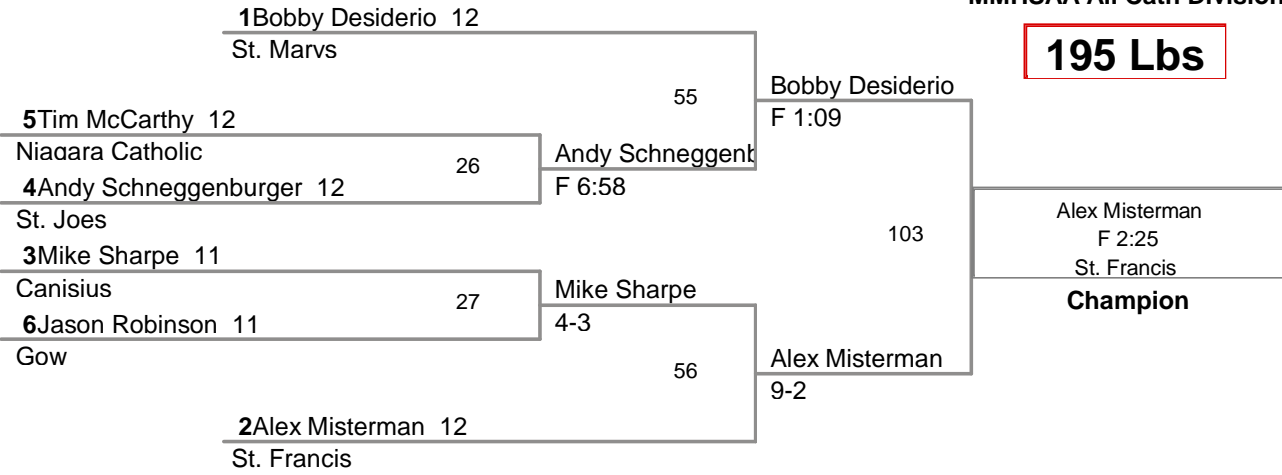 MMHSAA All Cath Division
195 Lbs
1Bobby Desiderio 12
St. Marys
55
Bobby Desiderio
F 1:09
5Tim McCarthy 12
Niagara Catholic
26
Andy Schneggenb
F 6:58
4Andy Schneggenburger 12
St. Joes
103
Alex Misterman
F 2:25
St. Francis
Champion
3Mike Sharpe 11
Canisius
27
Mike Sharpe
4-3
6Jason Robinson 11
Gow
56
Alex Misterman
9-2
2Alex Misterman 12
St. Francis